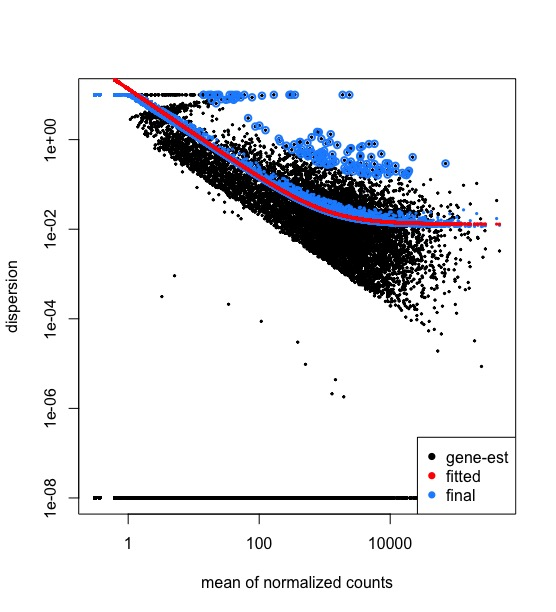 1e+00
1e-02
1e-04
1e-06
1e-08
dispersion
gene-est
fitted
final
1
100
10000
mean of normalized counts